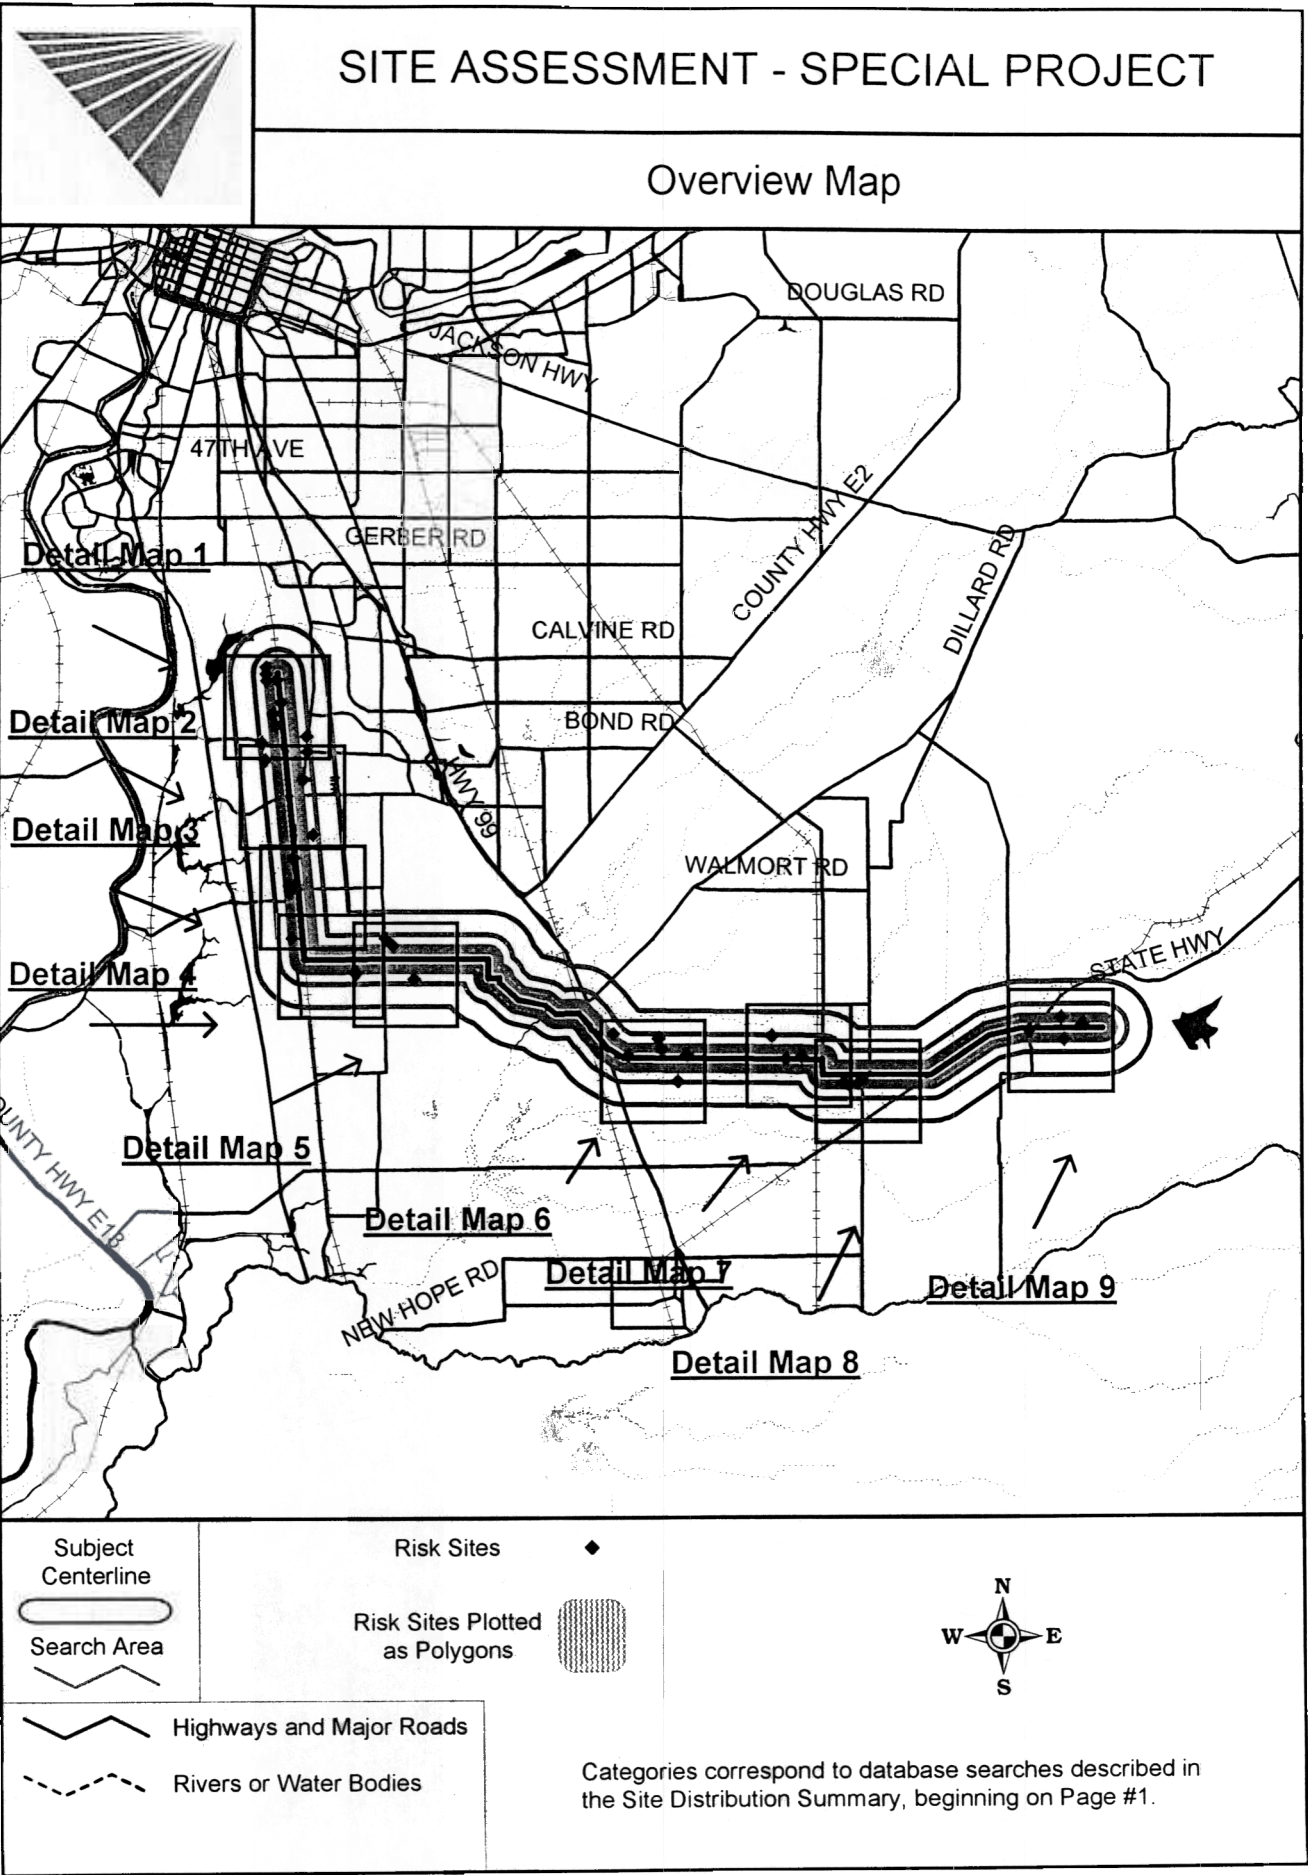 SITE ASSESSMENT - SPECIAL PROJECT
Overview Map
DOUGLAS RD
JACKSON HWY
47TH AVE
COUNTY HWY E2
GERBER RD
DILLARD RD
Detail Map 1
CALVINE RD
Detail Map 2
BOND RD
HWY 99
Detail Map 3
WALMORT RD
STATE HWY
Detail Map 4
OUNTY HWY E13
Detail Map 5
Detail Map 6
Detail Map 7
NEW HOPE RD
Detail Map 9
Detail Map 8
Subject
Centerline
Search Area
Risk Sites
Risk Sites Plotted
as Polygons
N
W E
S
Highways and Major Roads
Rivers or Water Bodies
Categories correspond to database searches described in
the Site Distribution Summary, beginning on Page #1.